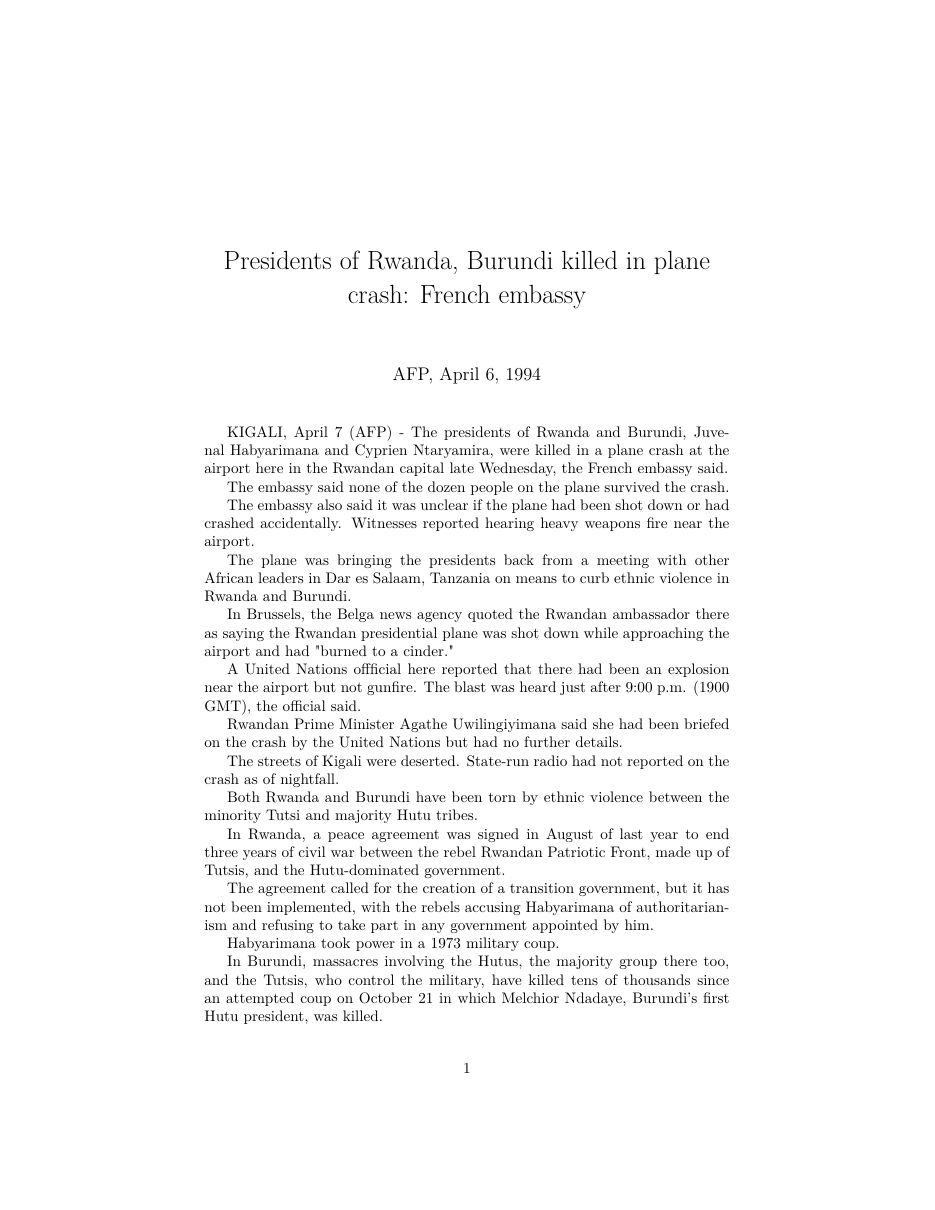 Presidents of Rwanda, Burundi killed in plane
crash: French embassy
AFP, April 6, 1994
KIGALI, April 7 (AFP) - The presidents of Rwanda and Burundi, Juve-
nal Habyarimana and Cyprien Ntaryamira, were killed in a plane crash at the
airport here in the Rwandan capital late Wednesday, the French embassy said.
The embassy said none of the dozen people on the plane survived the crash.
The embassy also said it was unclear if the plane had been shot down or had
crashed accidentally. Witnesses reported hearing heavy weapons fire near the
airport.
The plane was bringing the presidents back from a meeting with other
African leaders in Dar es Salaam, Tanzania on means to curb ethnic violence in
Rwanda and Burundi.
In Brussels, the Belga news agency quoted the Rwandan ambassador there
as saying the Rwandan presidential plane was shot down while approaching the
airport and had "burned to a cinder."
A United Nations offficial here reported that there had been an explosion
near the airport but not gunfire. The blast was heard just after 9:00 p.m. (1900
GMT), the official said.
Rwandan Prime Minister Agathe Uwilingiyimana said she had been briefed
on the crash by the United Nations but had no further details.
The streets of Kigali were deserted. State-run radio had not reported on the
crash as of nightfall.
Both Rwanda and Burundi have been torn by ethnic violence between the
minority Tutsi and majority Hutu tribes.
In Rwanda, a peace agreement was signed in August of last year to end
three years of civil war between the rebel Rwandan Patriotic Front, made up of
Tutsis, and the Hutu-dominated government.
The agreement called for the creation of a transition government, but it has
not been implemented, with the rebels accusing Habyarimana of authoritarian-
ism and refusing to take part in any government appointed by him.
Habyarimana took power in a 1973 military coup.
In Burundi, massacres involving the Hutus, the majority group there too,
and the Tutsis, who control the military, have killed tens of thousands since
an attempted coup on October 21 in which Melchior Ndadaye, Burundi's first
Hutu president, was killed.
1